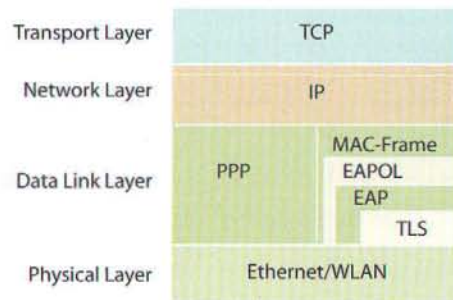 Transport Layer TCP
Network Layer IP
MAC-Frame
Data Link Layer PPP EAPOL
EAP
TLS
Physical Layer Ethernet/WLAN